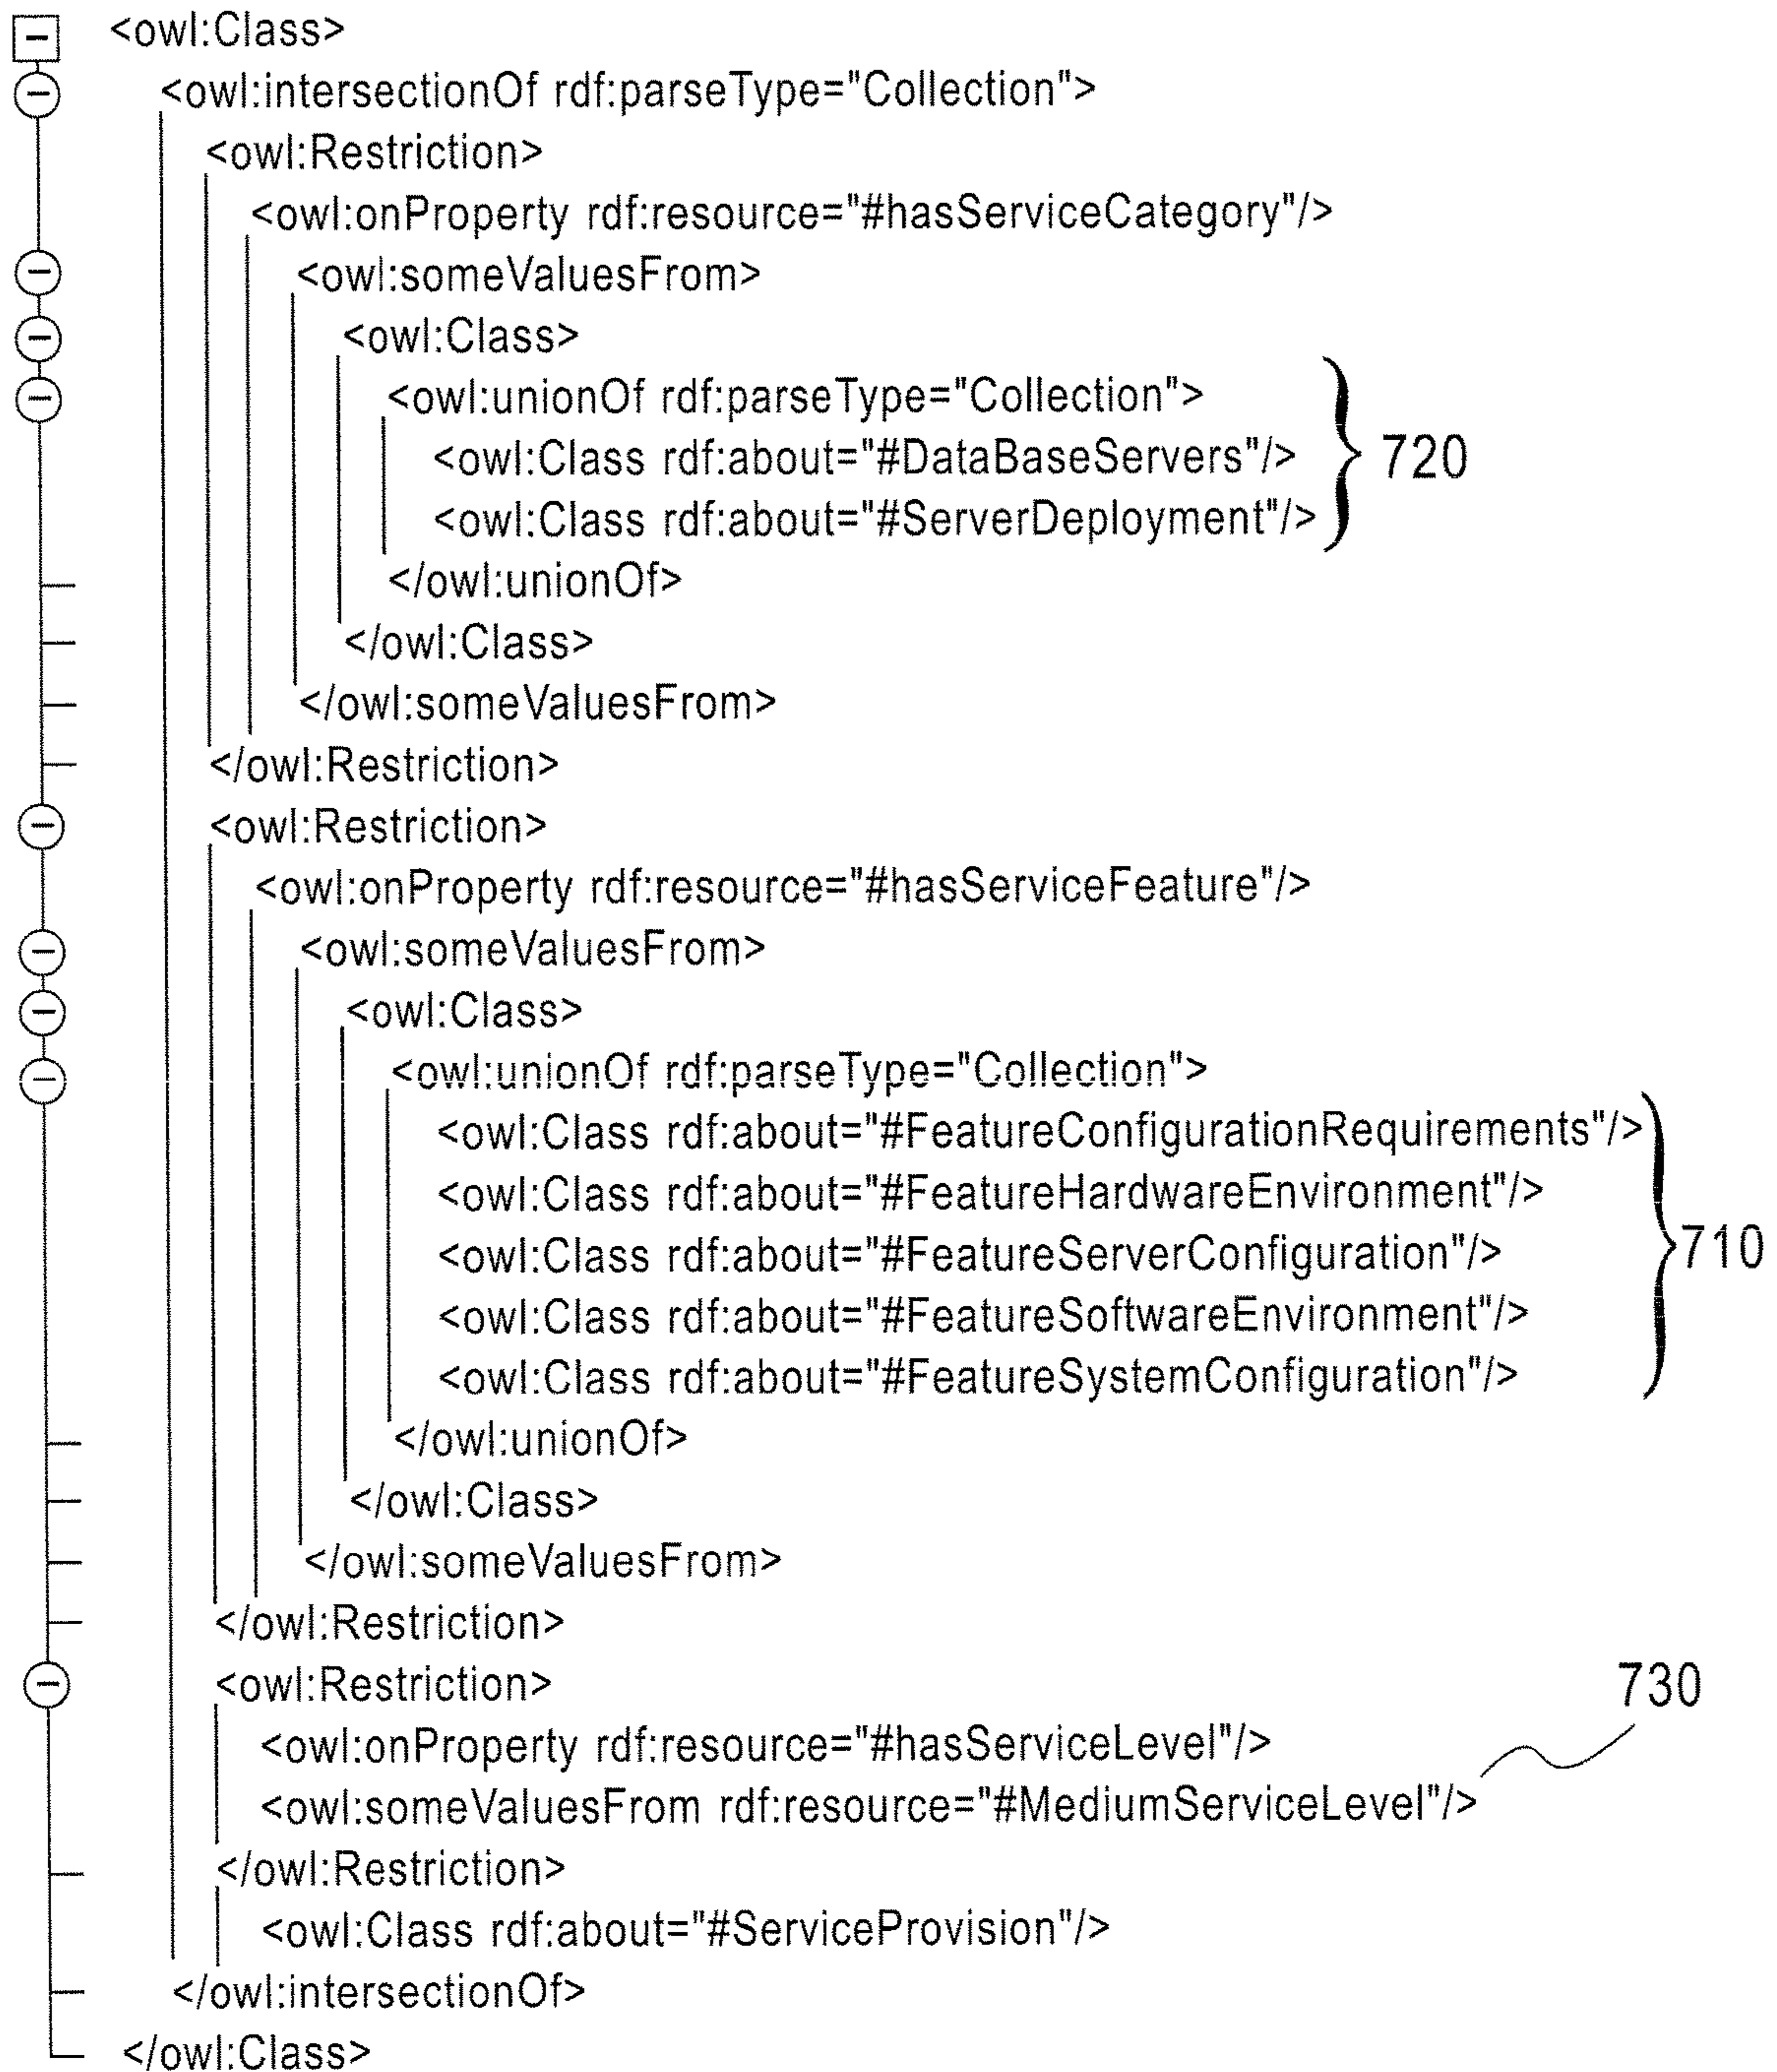 <owl:Class>
<owl:intersectionOf rdf:parseType="Collection">
<owl:Restriction>
<owl:onProperty rdf:resource="#hasServiceCategory"/>
<owl:someValuesFrom>
<owl:Class>
<owl:unionOf rdf:parseType="Collection">
<owl:Class rdf:about="#DataBaseServers"/>
720
<owl:Class rdf:about="#ServerDeployment"/>
</owl:unionOf>
</owl:Class>
</owl:someValuesFrom>
</owl:Restriction>
<owl:Restriction>
<owl:onProperty rdf:resource="#hasServiceFeature"/>
<owl:someValuesFrom>
<owl:Class>
<owl:unionOf rdf:parseType="Collection">
<owl:Class rdf:about="#FeatureConfigurationRequirements"/>
<owl:Class rdf:about="#FeatureHardwareEnvironment"/>
<owl:Class rdf:about="#FeatureServerConfiguration"/>
710
<owl:Class rdf:about="#FeatureSoftwareEnvironment"/>
<owl:Class rdf:about="#FeatureSystemConfiguration"/>
</owl:unionOf>
</owl:Class>
</owl:someValuesFrom>
</owl:Restriction>
<owl:Restriction>
730
<owl:onProperty rdf:resource="#hasServiceLevel"/>
<owl:someValuesFrom rdf:resource="#MediumServiceLevel"/>
</owl:Restriction>
<owl:Class rdf:about="#ServiceProvision"/>
</owl:intersectionOf>
</owl:Class>